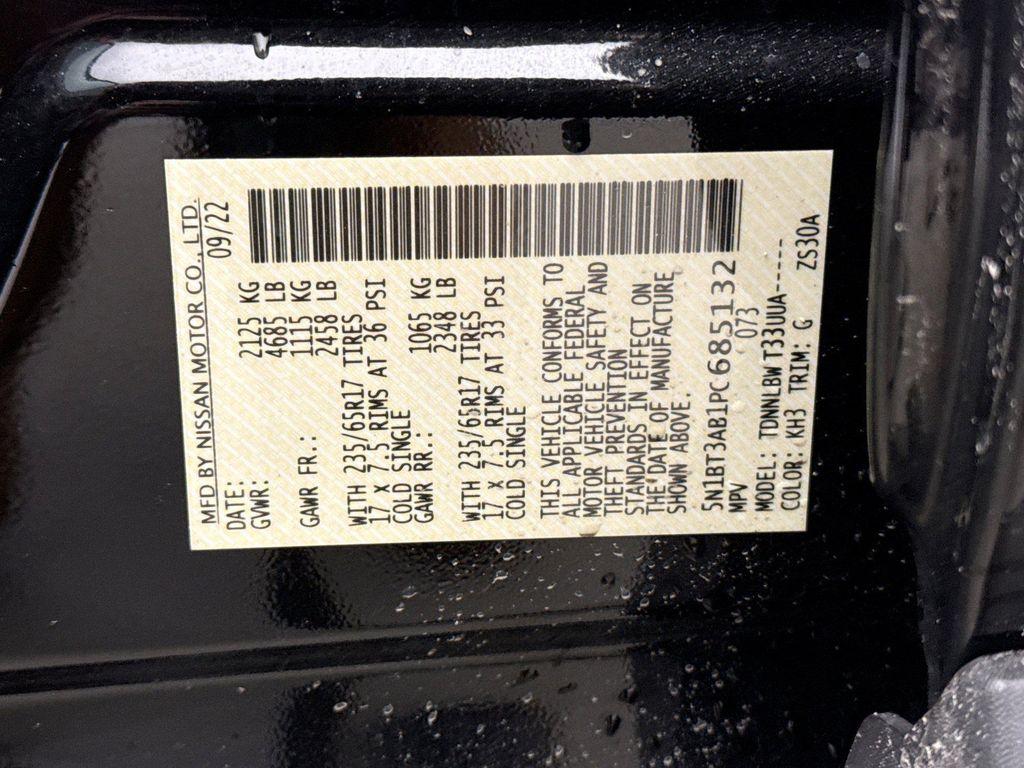 MFD BY NISSAN MOTOR CO., LTD.
DATE: 09/22
GVWR: 2125 KG
4685 LB
GAWR FR.: 1115 KG
2458 LB
WITH 235/65R17 TIRES
17 x 7.5 RIMS AT 36 PSI
COLD SINGLE
GAWR RR.: 1065 KG
2348 LB
WITH 235/65R17 TIRES
17 x 7.5 RIMS AT 33 PSI
COLD SINGLE
THIS VEHICLE CONFORMS TO
ALL APPLICABLE FEDERAL
MOTOR VEHICLE SAFETY AND
THEFT PREVENTION
STANDARDS IN EFFECT ON
THE DATE OF MANUFACTURE
SHOWN ABOVE.
5N1BT3AB1PC685132
MPV 073
MODEL: TDNNLBW T33UUA-----
COLOR: KH3 TRIM: G ZS30A